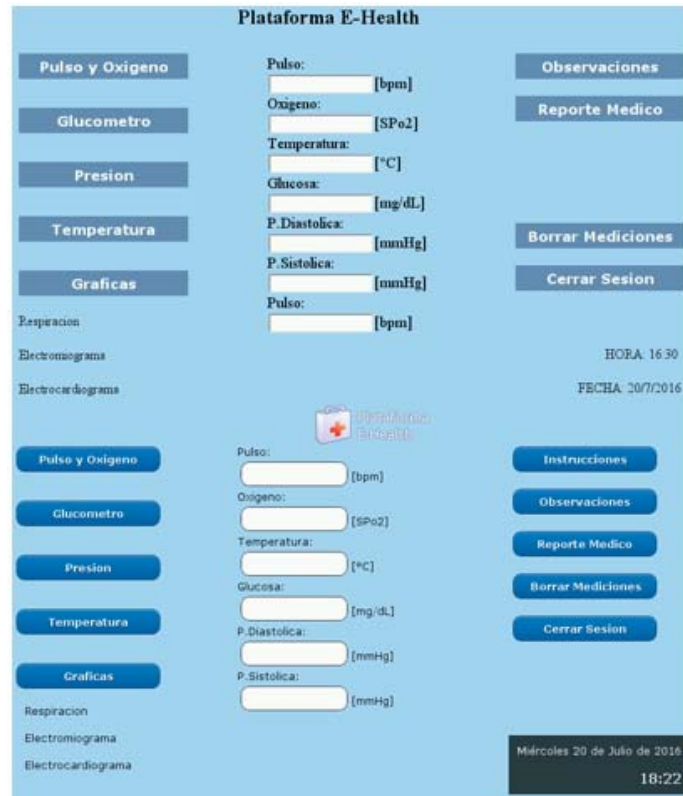 Plataforma E-Health
Pulso y Oxigeno
Glucometro
Presion
Temperatura
Graficas
Respiracion
Electromiograma
Electrocardiograma
Pulso:
[bpm]
Oxigeno:
[SPo2]
Temperatura:
[°C]
Glucosa:
[mg/dL]
P.Diastolica:
[mmHg]
P.Sistolica:
[mmHg]
Pulso:
[bpm]
Observaciones
Reporte Medico
Borrar Mediciones
Cerrar Sesion
HORA: 16:30
FECHA: 20/7/2016
Plataforma
E-Health
Pulso y Oxigeno
Glucometro
Presion
Temperatura
Graficas
Respiracion
Electromiograma
Electrocardiograma
Pulso:
[bpm]
Oxigeno:
[SPo2]
Temperatura:
[ºC]
Glucosa:
[mg/dL]
P.Diastolica:
[mmHg]
P.Sistolica:
[mmHg]
Instrucciones
Observaciones
Reporte Medico
Borrar Mediciones
Cerrar Sesion
Miércoles 20 de Julio de 2016
18:22